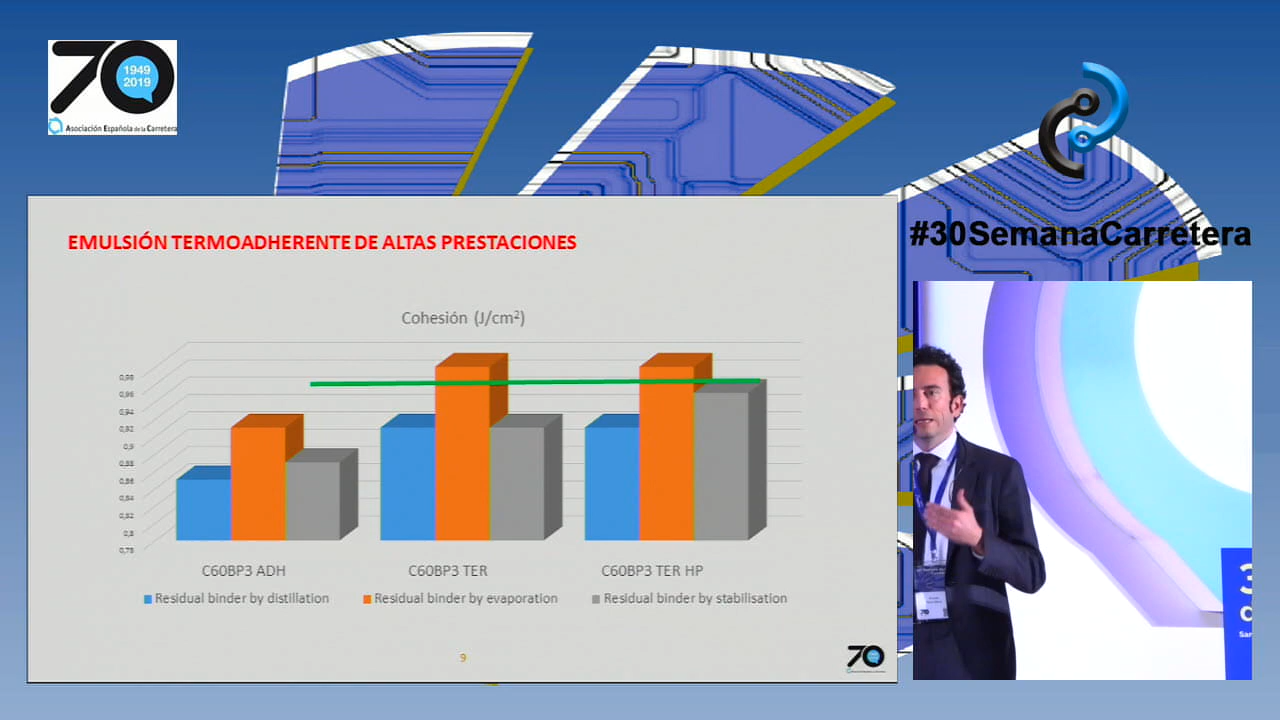 70
1949
2019
Asociación Española de la Carretera
#30SemanaCarretera
EMULSIÓN TERMOADHERENTE DE ALTAS PRESTACIONES
Cohesión (J/cm²)
0,98
0,96
0,94
0,92
0,9
0,88
0,86
0,84
0,82
0,8
0,78
C60BP3 ADH
C60BP3 TER
C60BP3 TER HP
Residual binder by distillation
Residual binder by evaporation
Residual binder by stabilisation
9
70
70
3
San